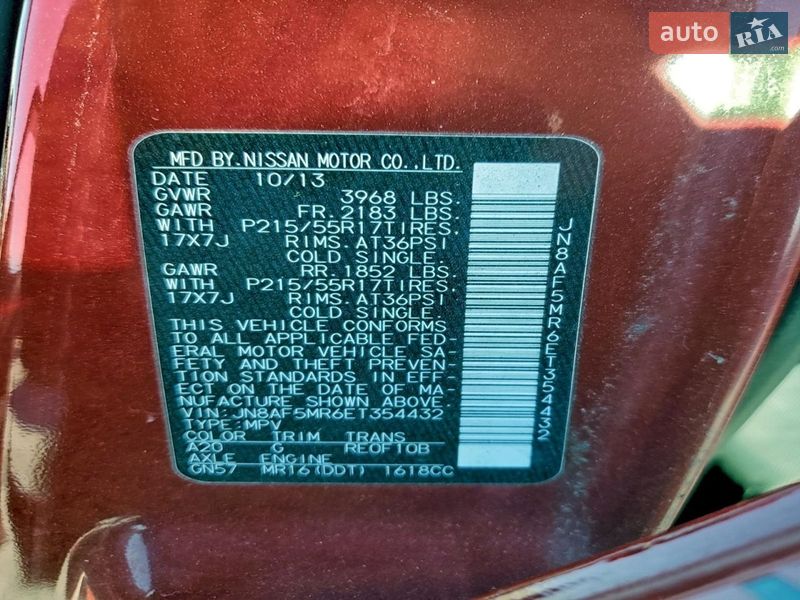 auto RIA
MFD BY.NISSAN MOTOR CO.,LTD.
DATE 10/13
GVWR 3968 LBS.
GAWR FR.2183 LBS.
WITH P215/55R17TIRES.
17X7J RIMS.AT36PSI
COLD SINGLE.
GAWR RR.1852 LBS.
WITH P215/55R17TIRES.
17X7J RIMS.AT36PSI
COLD SINGLE.
THIS VEHICLE CONFORMS
TO ALL APPLICABLE FED-
ERAL MOTOR VEHICLE SA-
FETY AND THEFT PREVEN-
TION STANDARDS IN EFF-
ECT ON THE DATE OF MA-
NUFACTURE SHOWN ABOVE.
VIN:JN8AF5MR6ET354432
TYPE:MPV
COLOR TRIM TRANS
A20 G RE0F10B
AXLE ENGINE
GN57 MR16(DDT) 1618CC
JN8AF5MR6ET354432